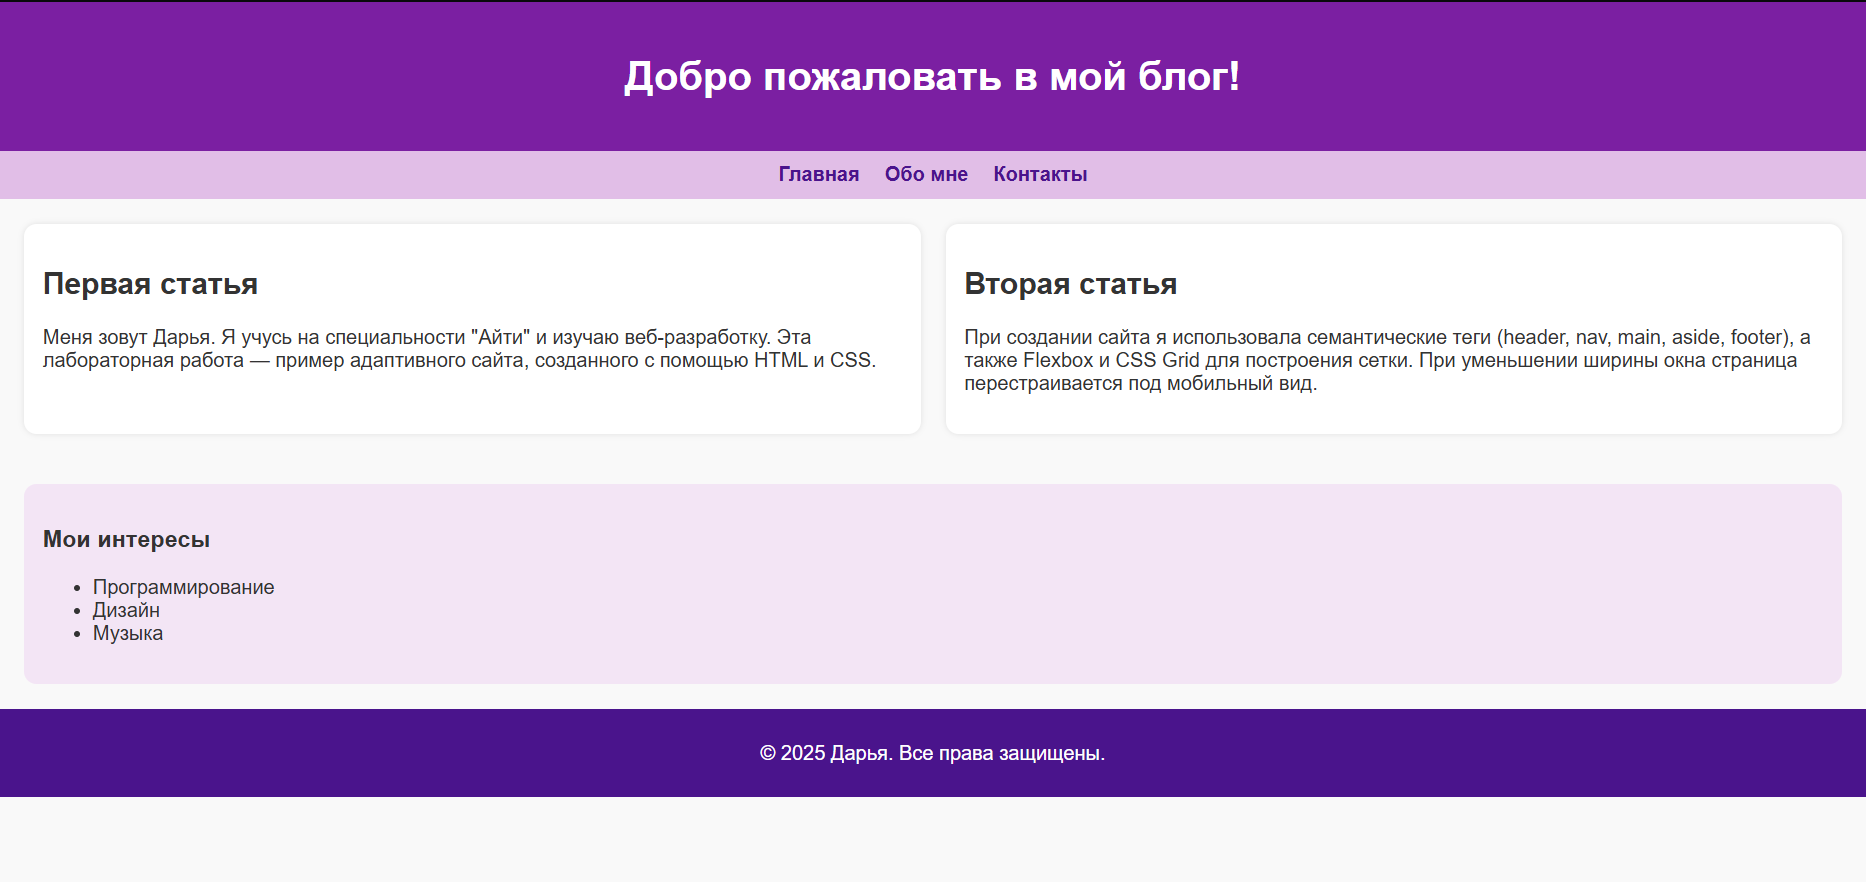 Добро пожаловать в мой блог!
Главная Обо мне Контакты
Первая статья
Меня зовут Дарья. Я учусь на специальности "Айти" и изучаю веб-разработку. Эта
лабораторная работа — пример адаптивного сайта, созданного с помощью HTML и CSS.
Вторая статья
При создании сайта я использовала семантические теги (header, nav, main, aside, footer), а
также Flexbox и CSS Grid для построения сетки. При уменьшении ширины окна страница
перестраивается под мобильный вид.
Мои интересы
• Программирование
• Дизайн
• Музыка
© 2025 Дарья. Все права защищены.